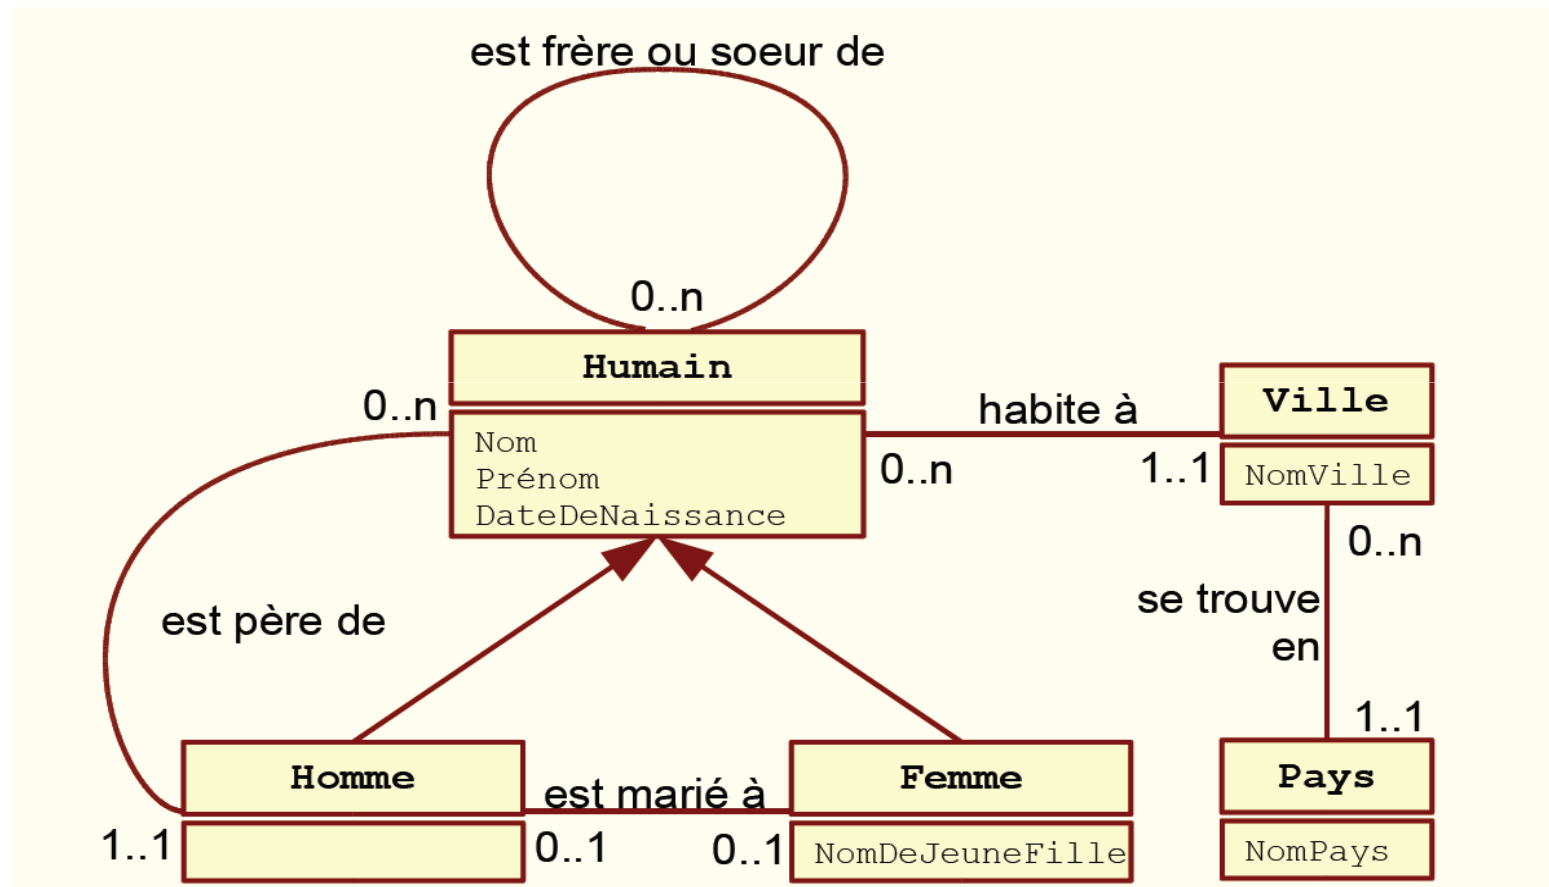 est frère ou soeur de
0..n
Humain
0..n
Nom
Prénom
DateDeNaissance
habite à
0..n
1..1
Ville
NomVille
0..n
se trouve
en
1..1
est père de
Homme
1..1
est marié à
0..1
0..1
Femme
NomDeJeuneFille
Pays
NomPays